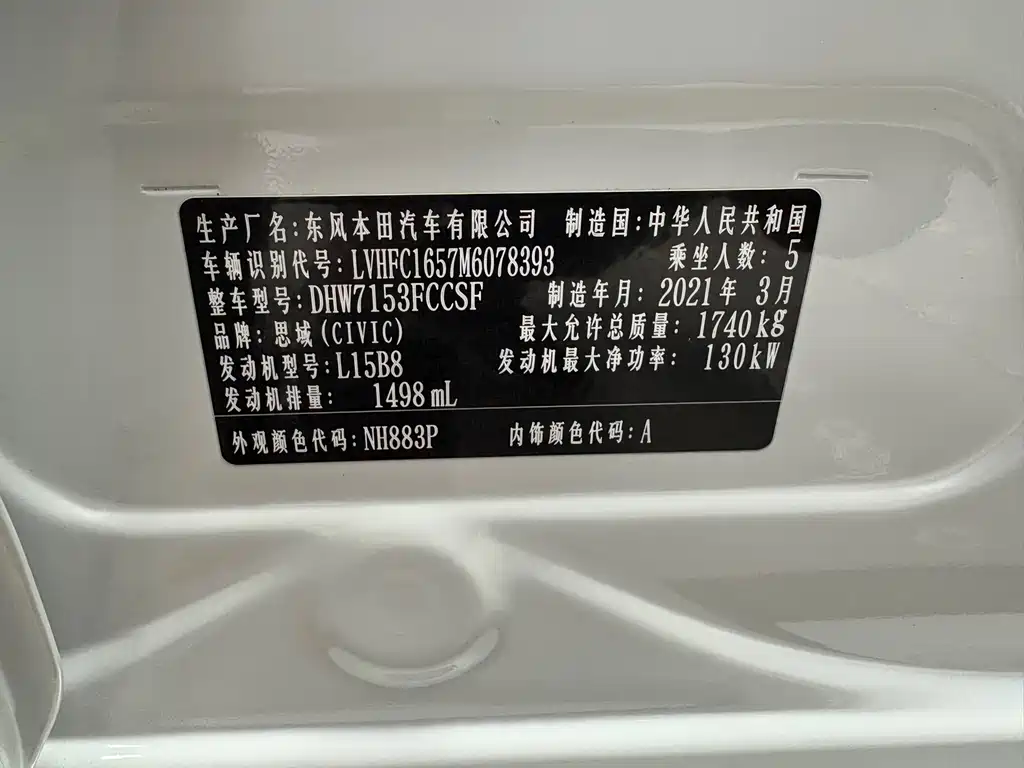 生产厂名:东风本田汽车有限公司 制造国:中华人民共和国
车辆识别代号:LVHFC1657M6078393 乘坐人数: 5
整车型号:DHW7153FCCSF 制造年月: 2021年 3月
品牌:思域(CIVIC) 最大允许总质量: 1740kg
发动机型号:L15B8 发动机最大净功率: 130kW
发动机排量: 1498mL
外观颜色代码:NH883P 内饰颜色代码:A